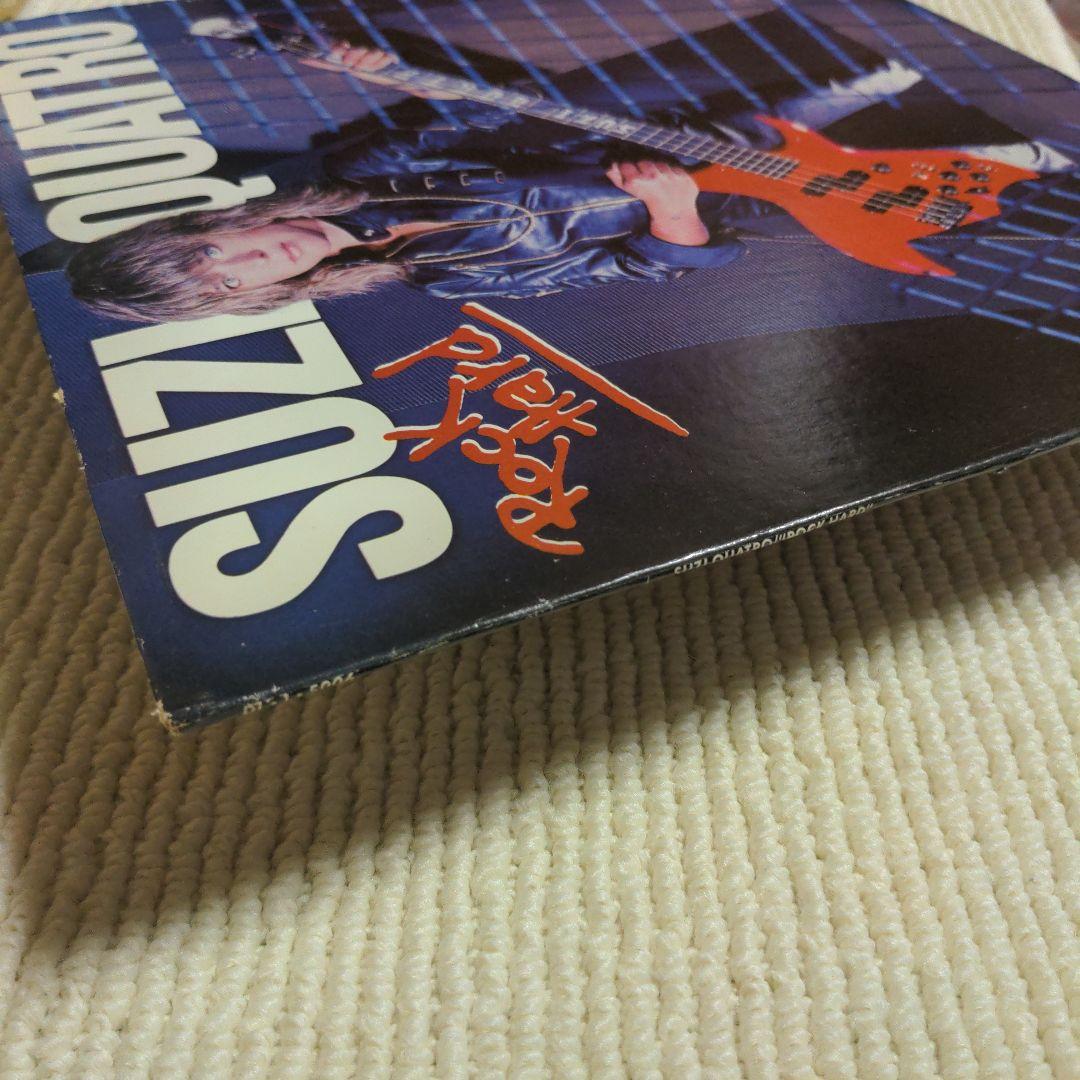 SUZI QUATRO
Rock
Hard
SUZI QUATRO/"ROCK HARD"